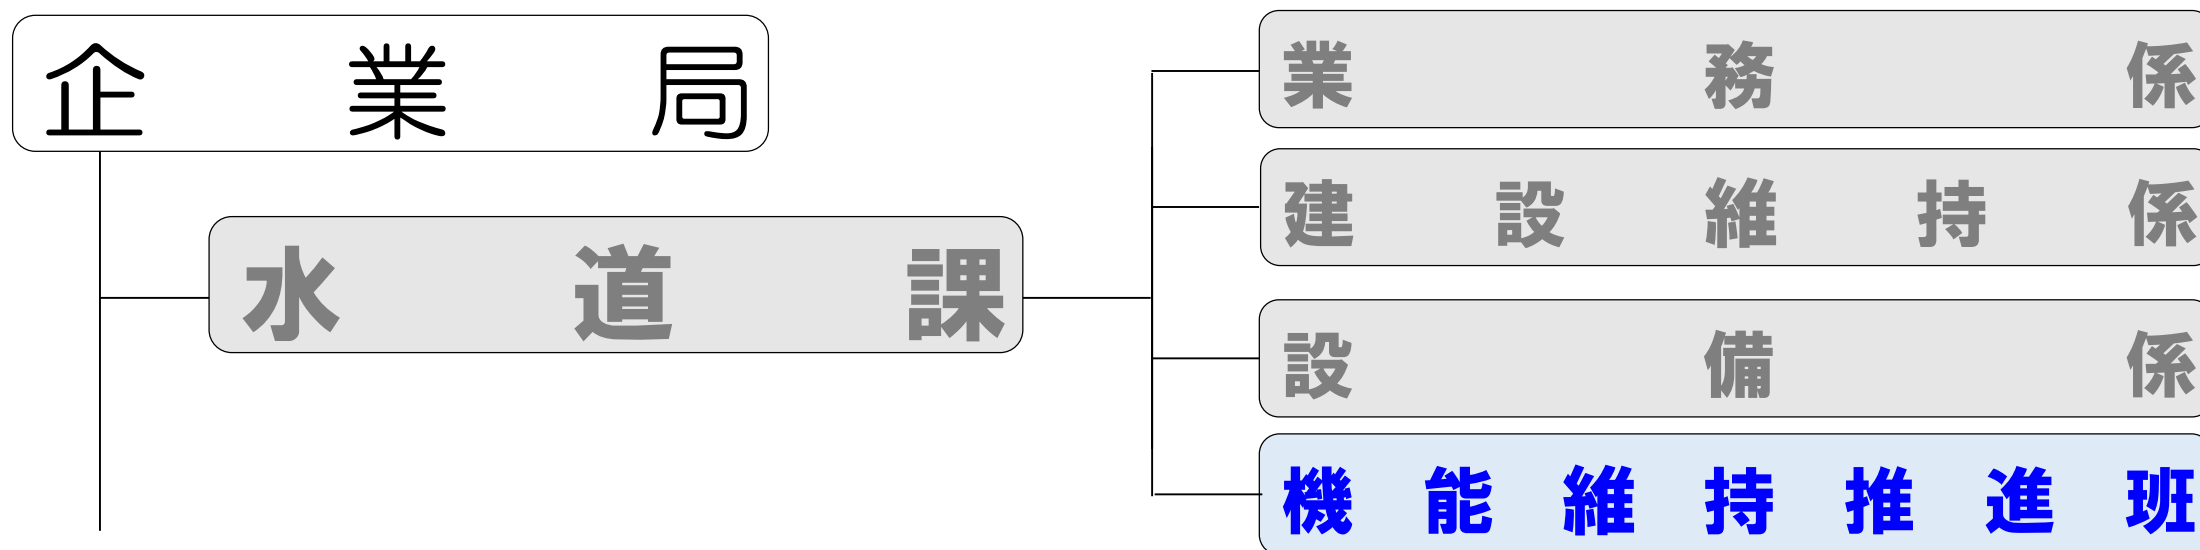 企業局
水道課
業務係
建設維持係
設備係
機能維持推進班